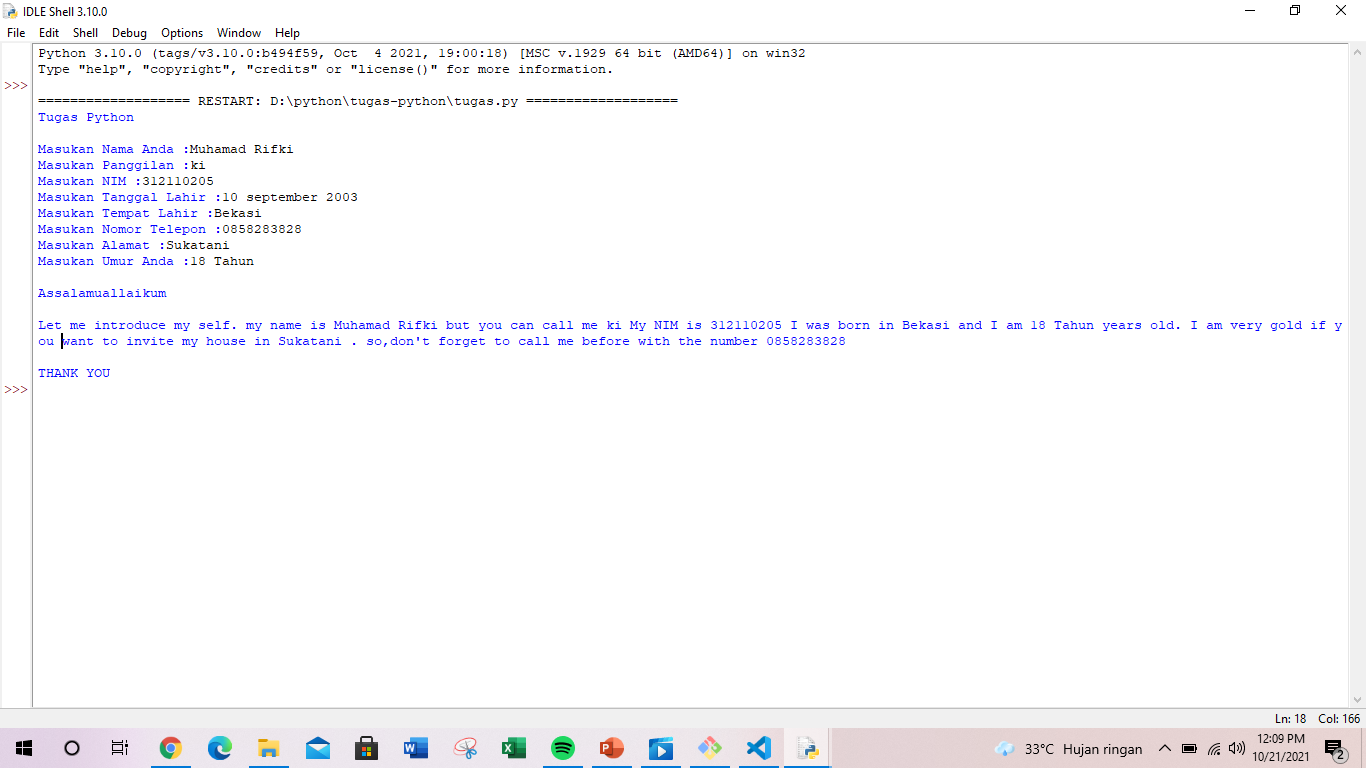 IDLE Shell 3.10.0
File Edit Shell Debug Options Window Help
Python 3.10.0 (tags/v3.10.0:b494f59, Oct  4 2021, 19:00:18) [MSC v.1929 64 bit (AMD64)] on win32
Type "help", "copyright", "credits" or "license()" for more information.
>>>
=================== RESTART: D:\python\tugas-python\tugas.py ===================
Tugas Python
Masukan Nama Anda :Muhamad Rifki
Masukan Panggilan :ki
Masukan NIM :312110205
Masukan Tanggal Lahir :10 september 2003
Masukan Tempat Lahir :Bekasi
Masukan Nomor Telepon :0858283828
Masukan Alamat :Sukatani
Masukan Umur Anda :18 Tahun
Assalamuallaikum
Let me introduce my self. my name is Muhamad Rifki but you can call me ki My NIM is 312110205 I was born in Bekasi and I am 18 Tahun years old. I am very gold if y
ou want to invite my house in Sukatani . so,don't forget to call me before with the number 0858283828
THANK YOU
>>>
Ln: 18 Col: 166
33°C Hujan ringan
12:09 PM
10/21/2021
2